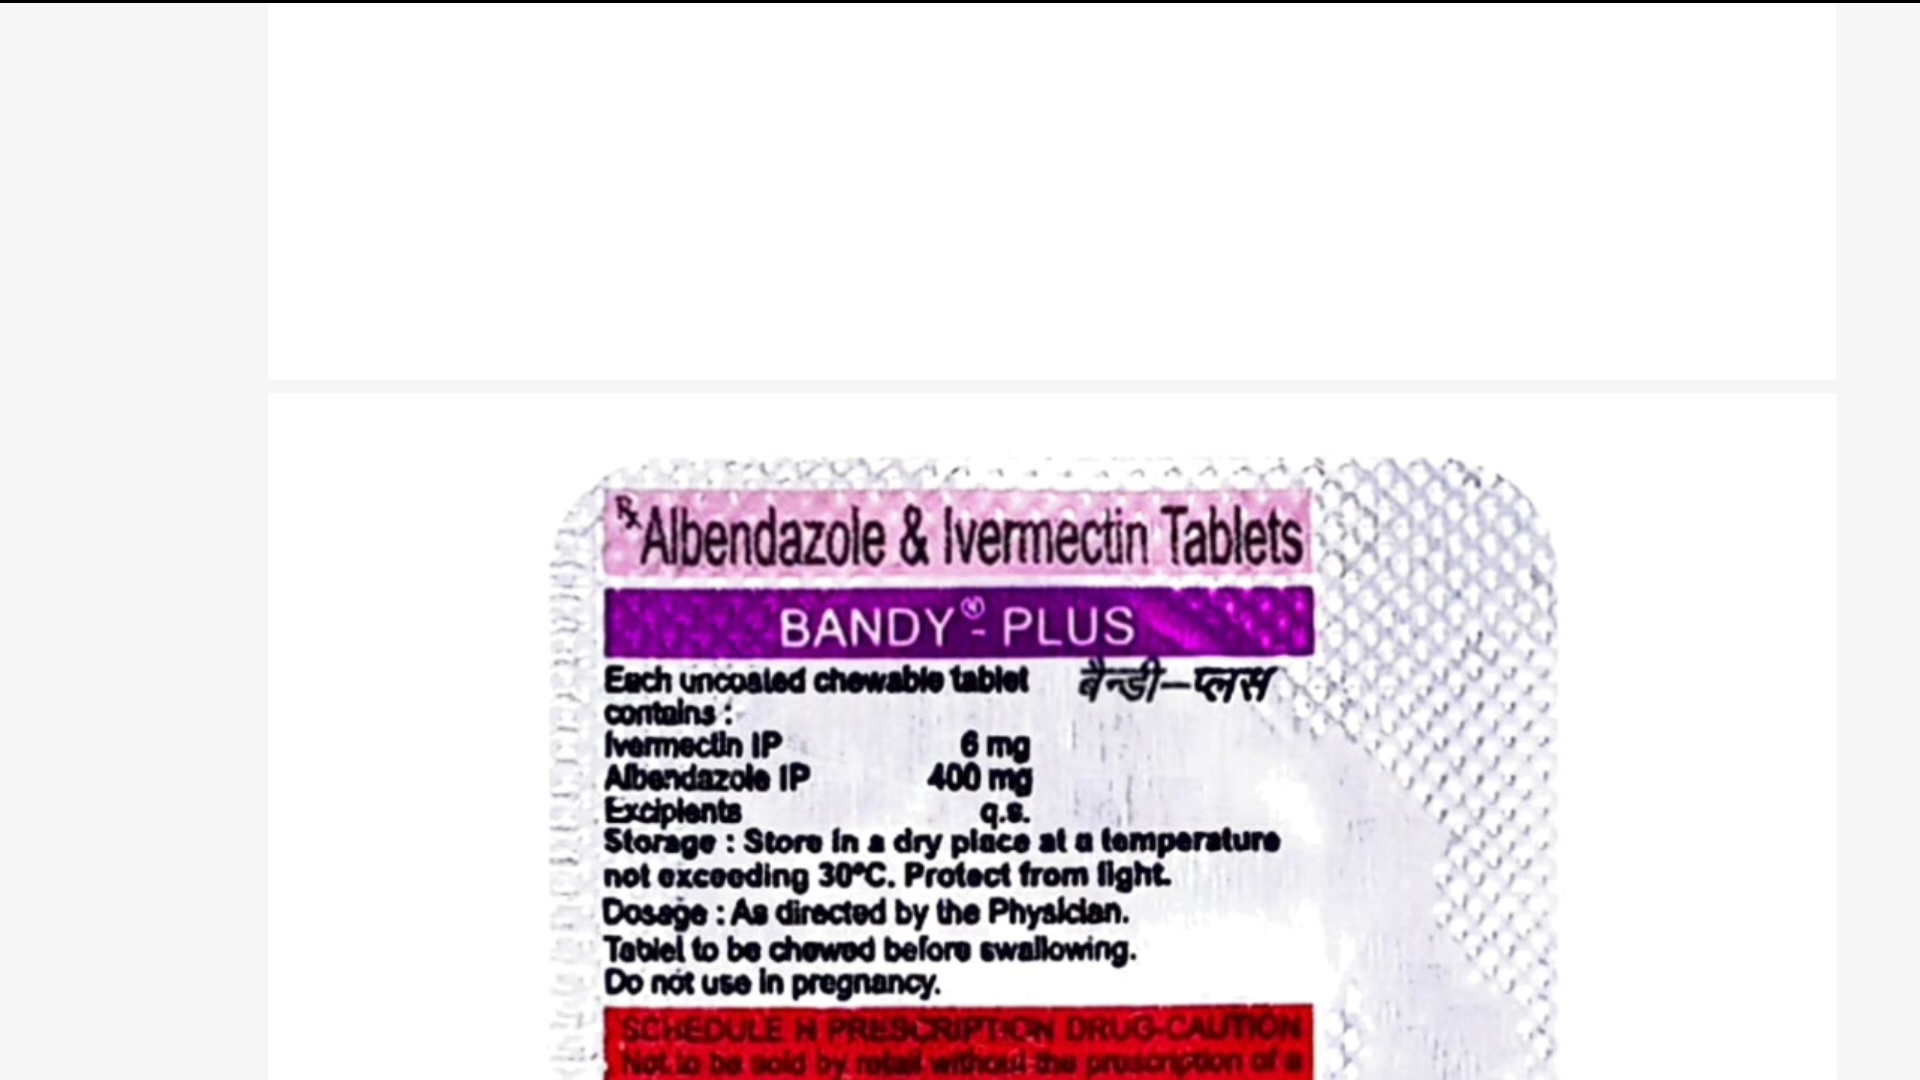 Rx Albendazole & Ivermectin Tablets
BANDY® - PLUS
Each uncoated chewable tablet
contains :
बैन्डी–प्लस
Ivermectin IP 6 mg
Albendazole IP 400 mg
Excipients q.s.
Storage : Store in a dry place at a temperature
not exceeding 30°C. Protect from light.
Dosage : As directed by the Physician.
Tablet to be chewed before swallowing.
Do not use in pregnancy.
SCHEDULE H PRESCRIPTION DRUG-CAUTION
Not to be sold by retail without the prescription of a